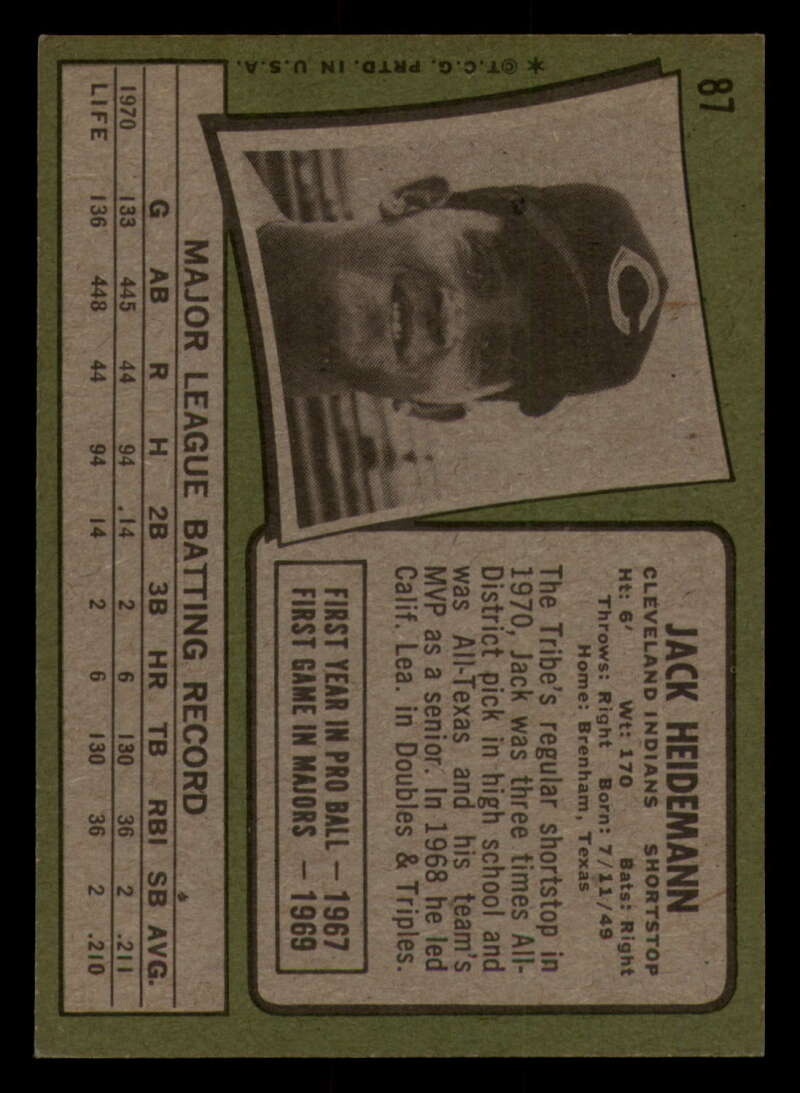 87
C
JACK HEIDEMANN
CLEVELAND INDIANS SHORTSTOP
Ht: 6' Wt: 170 Bats: Right
Throws: Right Born: 7/11/49
Home: Brenham, Texas
The Tribe's regular shortstop in
1970, Jack was three times All-
District pick in high school and
was All-Texas and his team's
MVP as a senior. In 1968 he led
Calif. Lea. in Doubles & Triples.
FIRST YEAR IN PRO BALL — 1967
FIRST GAME IN MAJORS — 1969
MAJOR LEAGUE BATTING RECORD
G AB R H 2B 3B HR TB RBI SB AVG.
1970 133 445 44 94 14 2 6 130 36 2 .211
LIFE 136 448 44 94 14 2 6 130 36 2 .210
* ©T.C.G. PRTD. IN U.S.A.